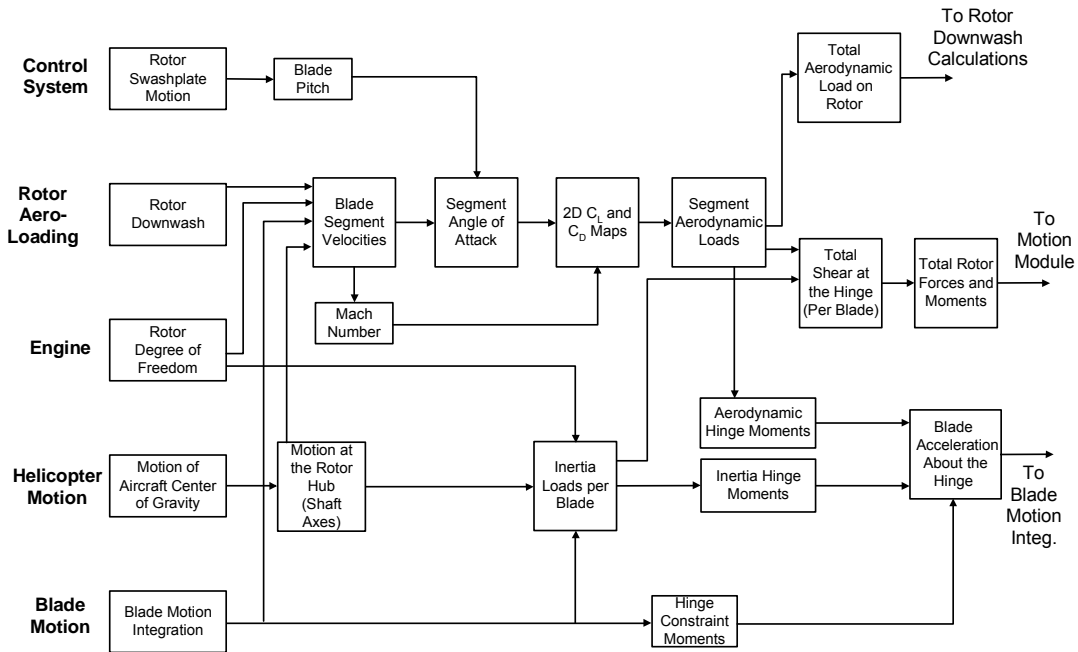 To Rotor
Downwash
Calculations
Control
System
Rotor
Swashplate
Motion
Blade
Pitch
Total
Aerodynamic
Load on
Rotor
Rotor
Aero-
Loading
Rotor
Downwash
Blade
Segment
Velocities
Segment
Angle of
Attack
2D CL and
CD Maps
Segment
Aerodynamic
Loads
To
Motion
Module
Total
Shear at
the Hinge
(Per Blade)
Total Rotor
Forces and
Moments
Mach
Number
Engine
Rotor
Degree of
Freedom
Aerodynamic
Hinge Moments
Blade
Acceleration
About the
Hinge
Helicopter
Motion
Motion of
Aircraft Center
of Gravity
Motion at
the Rotor
Hub
(Shaft
Axes)
Inertia
Loads per
Blade
Inertia Hinge
Moments
To
Blade
Motion
Integ.
Blade
Motion
Blade Motion
Integration
Hinge
Constraint
Moments